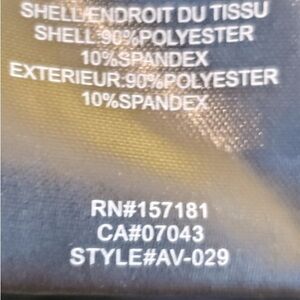 SHELL/ENDROIT DU TISSU
SHELL:90%POLYESTER
10%SPANDEX
EXTERIEUR:90%POLYESTER
10%SPANDEX
RN#157181
CA#07043
STYLE#AV-029